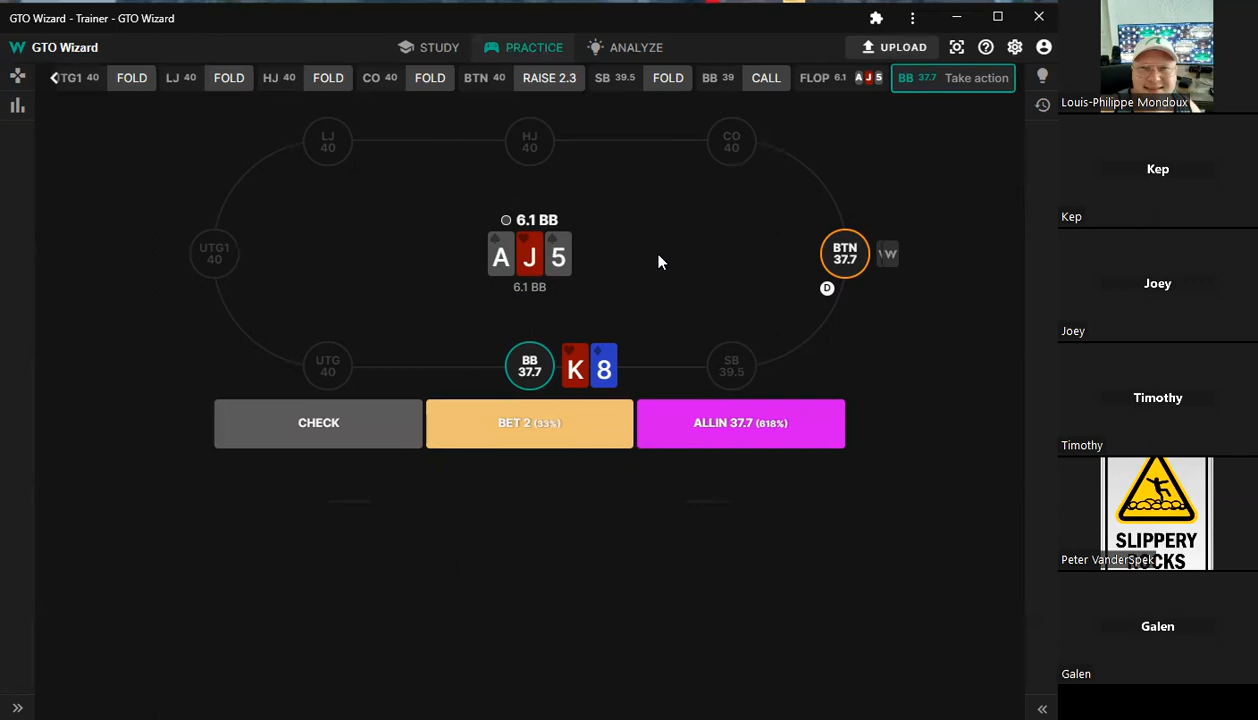 GTO Wizard - Trainer - GTO Wizard
W GTO Wizard
STUDY
PRACTICE
ANALYZE
UPLOAD
UTG1 40 FOLD LJ 40 FOLD HJ 40 FOLD CO 40 FOLD BTN 40 RAISE 2.3 SB 39.5 FOLD BB 39 CALL FLOP 6.1 A J 5 BB 37.7 Take action
LJ
40
HJ
40
CO
40
6.1 BB
A J 5
6.1 BB
UTG1
40
BTN
37.7
W
D
UTG
40
BB
37.7
K 8
SB
39.5
CHECK
BET 2 (33%)
ALLIN 37.7 (618%)
Louis-Philippe Mondoux
Kep
Kep
Joey
Joey
Timothy
Timothy
SLIPPERY
ROCKS
Peter VanderSpek
Galen
Galen